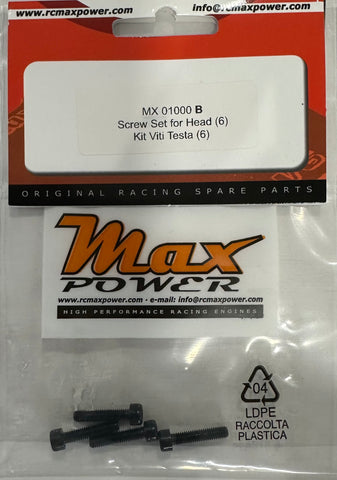 www.rcmaxpower.com info@rcmaxpower.com
MX 01000 B
Screw Set for Head (6)
Kit Viti Testa (6)
ORIGINAL RACING SPARE PARTS
Max
POWER
www.rcmaxpower.com - e-mail: info@rcmaxpower.com
HIGH PERFORMANCE RACING ENGINES
04
LDPE
RACCOLTA
PLASTICA